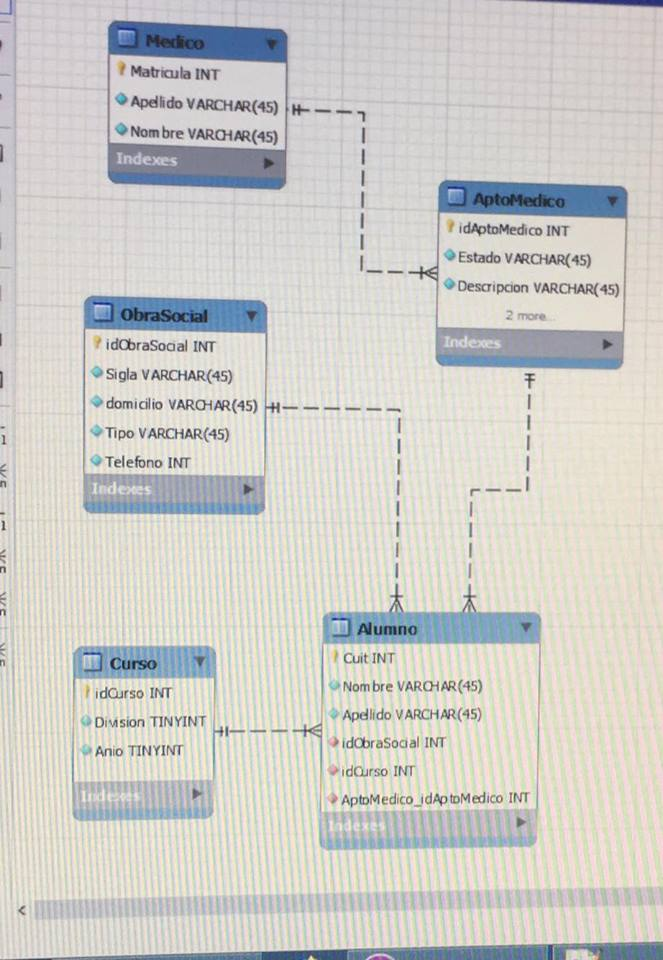 Medico
Matricula INT
Apellido VARCHAR(45)
Nombre VARCHAR(45)
Indexes
AptoMedico
idAptoMedico INT
Estado VARCHAR(45)
Descripcion VARCHAR(45)
2 more...
Indexes
ObraSocial
idObraSocial INT
Sigla VARCHAR(45)
domicilio VARCHAR(45)
Tipo VARCHAR(45)
Telefono INT
Indexes
Curso
idCurso INT
Division TINYINT
Anio TINYINT
Indexes
Alumno
Cuit INT
Nombre VARCHAR(45)
Apellido VARCHAR(45)
idObraSocial INT
idCurso INT
AptoMedico_idAptoMedico INT
Indexes